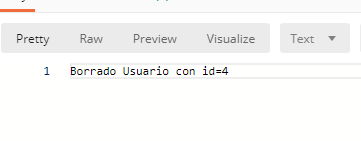 Pretty Raw Preview Visualize Text
1 Borrado Usuario con id=4